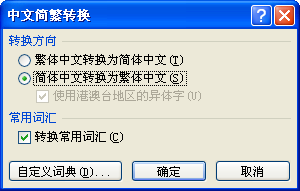 中文简繁转换
转换方向
繁体中文转换为简体中文(T)
简体中文转换为繁体中文(S)
使用港澳台地区的异体字(U)
常用词汇
转换常用词汇(C)
自定义词典(D)... 确定 取消